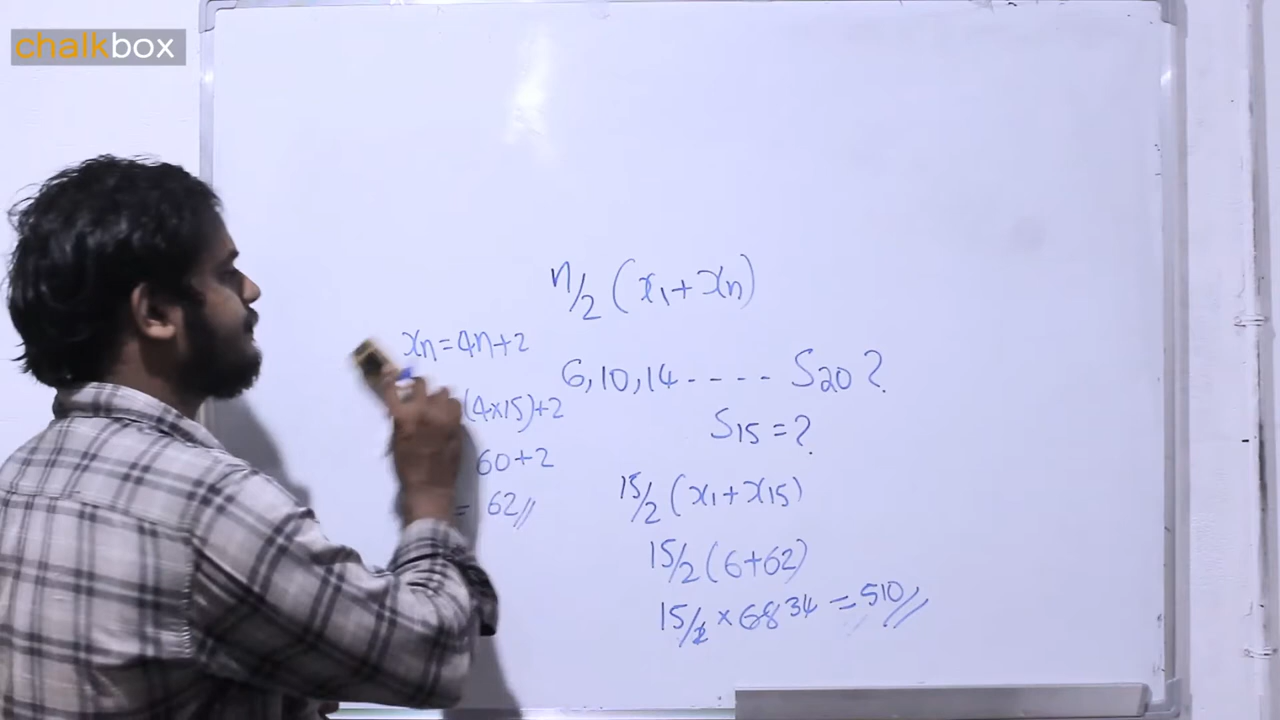 chalkbox
n/2 (x₁+xₙ)
xₙ=4n+2
6,10,14---- S₂₀?
(4×15)+2
S₁₅=?
60+2
15/2 (x₁+x₁₅)
= 62//
15/2 (6+62)
15/2 ×68 34 =510//